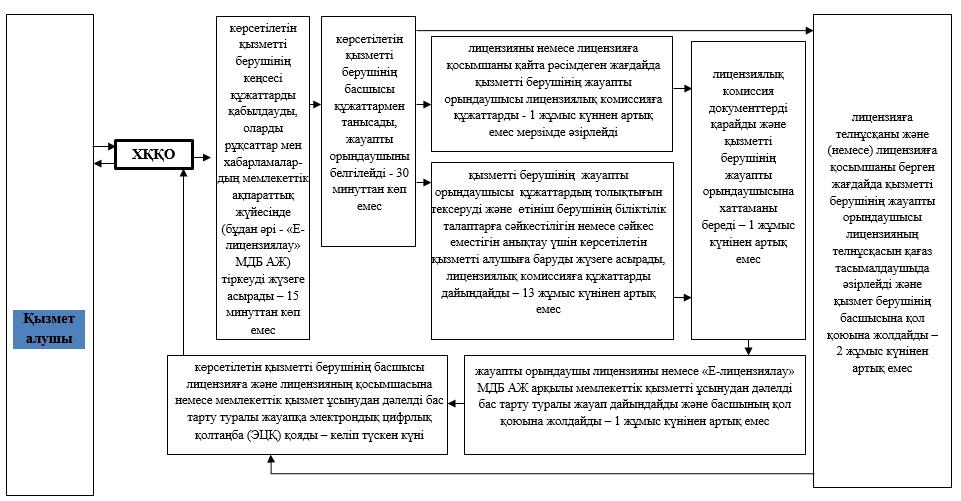 Қызмет
алушы
ХҚҚО
көрсетілетін
қызметті
берушінің
кеңсесі
құжаттарды
қабылдауды,
оларды
рұқсаттар мен
хабарламалар-
дың мемлекеттік
ақпараттық
жүйесінде
(бұдан әрі - «Е-
лицензиялау»
МДБ АЖ)
тіркеуді жүзеге
асырады – 15
минуттан көп
емес
көрсетілетін
қызметті
берушінің
басшысы
құжаттармен
танысады,
жауапты
орындаушыны
белгілейді - 30
минуттан көп
емес
лицензияны немесе лицензияға
қосымшаны қайта рәсімдеген жағдайда
қызметті берушінің жауапты
орындаушысы лицензиялық комиссияға
құжаттарды - 1 жұмыс күннен артық
емес мерзімде әзірлейді
қызметті берушінің жауапты
орындаушысы құжаттардың толықтығын
тексеруді және өтініш берушінің біліктілік
талаптарға сәйкестілігін немесе сәйкес
еместігін анықтау үшін көрсетілетін
қызметті алушыға баруды жүзеге асырады,
лицензиялық комиссияға құжаттарды
дайындайды – 13 жұмыс күнінен артық
емес
лицензиялық
комиссия
документтерді
қарайды және
қызметті
берушінің
жауапты
орындаушысына
хаттаманы
береді – 1 жұмыс
күнінен артық
емес
лицензияға
телнұсқаны және
(немесе) лицензияға
қосымшаны берген
жағдайда қызметті
берушінің жауапты
орындаушысы
лицензияның
телнұсқасын қағаз
тасымалдаушыда
әзірлейді және
қызмет берушінің
басшысына қол
қоюына жолдайды –
2 жұмыс күнінен
артық емес
көрсетілетін қызметті берушінің басшысы
лицензияға және лицензияның қосымшасына
немесе мемлекеттік қызмет ұсынудан дәлелді бас
тарту туралы жауапқа электрондық цифрлық
қолтаңба (ЭЦҚ) қояды – келіп түскен күні
жауапты орындаушы лицензияны немесе «Е-лицензиялау»
МДБ АЖ арқылы мемлекеттік қызметті ұсынудан дәлелді
бас тарту туралы жауап дайындайды және басшының қол
қоюына жолдайды – 1 жұмыс күнінен артық емес